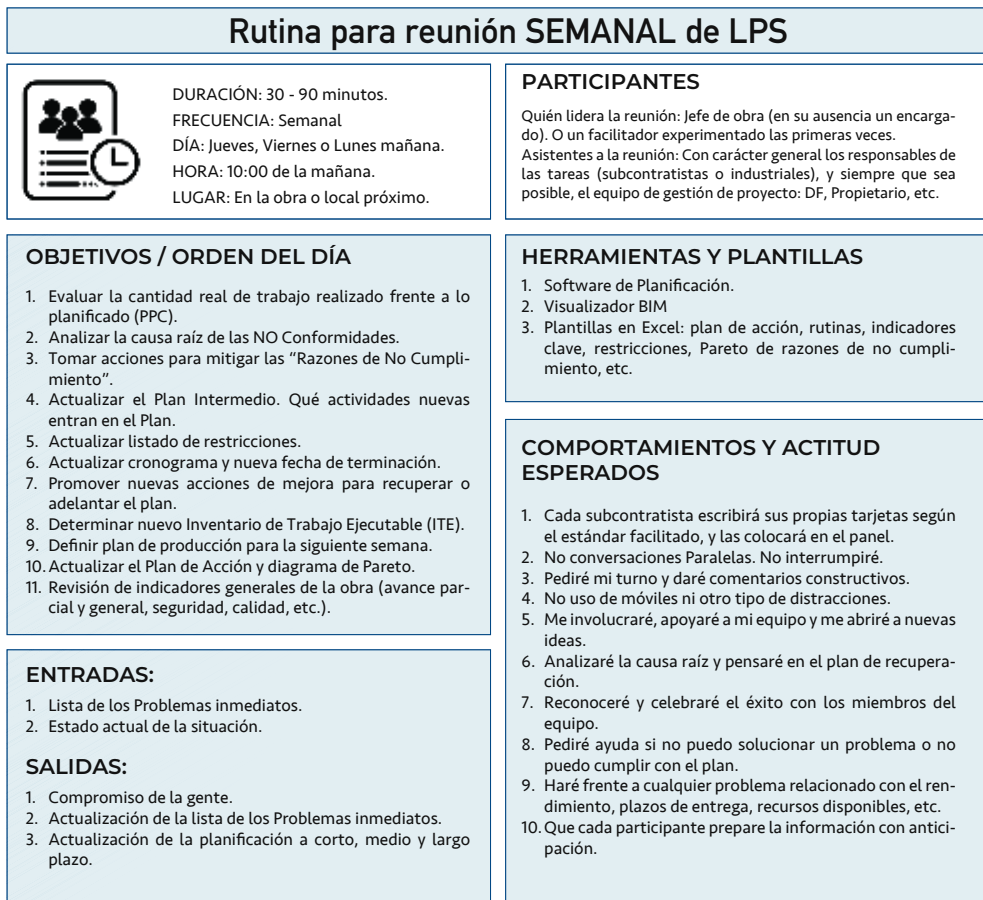 Rutina para reunión SEMANAL de LPS
DURACIÓN: 30 - 90 minutos.
FRECUENCIA: Semanal
DÍA: Jueves, Viernes o Lunes mañana.
HORA: 10:00 de la mañana.
LUGAR: En la obra o local próximo.
PARTICIPANTES
Quién lidera la reunión: Jefe de obra (en su ausencia un encarga-
do). O un facilitador experimentado las primeras veces.
Asistentes a la reunión: Con carácter general los responsables de
las tareas (subcontratistas o industriales), y siempre que sea
posible, el equipo de gestión de proyecto: DF, Propietario, etc.
OBJETIVOS / ORDEN DEL DÍA
1. Evaluar la cantidad real de trabajo realizado frente a lo
planificado (PPC).
2. Analizar la causa raíz de las NO Conformidades.
3. Tomar acciones para mitigar las “Razones de No Cumpli-
miento”.
4. Actualizar el Plan Intermedio. Qué actividades nuevas
entran en el Plan.
5. Actualizar listado de restricciones.
6. Actualizar cronograma y nueva fecha de terminación.
7. Promover nuevas acciones de mejora para recuperar o
adelantar el plan.
8. Determinar nuevo Inventario de Trabajo Ejecutable (ITE).
9. Definir plan de producción para la siguiente semana.
10. Actualizar el Plan de Acción y diagrama de Pareto.
11. Revisión de indicadores generales de la obra (avance par-
cial y general, seguridad, calidad, etc.).
HERRAMIENTAS Y PLANTILLAS
1. Software de Planificación.
2. Visualizador BIM
3. Plantillas en Excel: plan de acción, rutinas, indicadores
clave, restricciones, Pareto de razones de no cumpli-
miento, etc.
COMPORTAMIENTOS Y ACTITUD
ESPERADOS
1. Cada subcontratista escribirá sus propias tarjetas según
el estándar facilitado, y las colocará en el panel.
2. No conversaciones Paralelas. No interrumpiré.
3. Pediré mi turno y daré comentarios constructivos.
4. No uso de móviles ni otro tipo de distracciones.
5. Me involucraré, apoyaré a mi equipo y me abriré a nuevas
ideas.
6. Analizaré la causa raíz y pensaré en el plan de recupera-
ción.
7. Reconoceré y celebraré el éxito con los miembros del
equipo.
8. Pediré ayuda si no puedo solucionar un problema o no
puedo cumplir con el plan.
9. Haré frente a cualquier problema relacionado con el ren-
dimiento, plazos de entrega, recursos disponibles, etc.
10. Que cada participante prepare la información con antici-
pación.
ENTRADAS:
1. Lista de los Problemas inmediatos.
2. Estado actual de la situación.
SALIDAS:
1. Compromiso de la gente.
2. Actualización de la lista de los Problemas inmediatos.
3. Actualización de la planificación a corto, medio y largo
plazo.